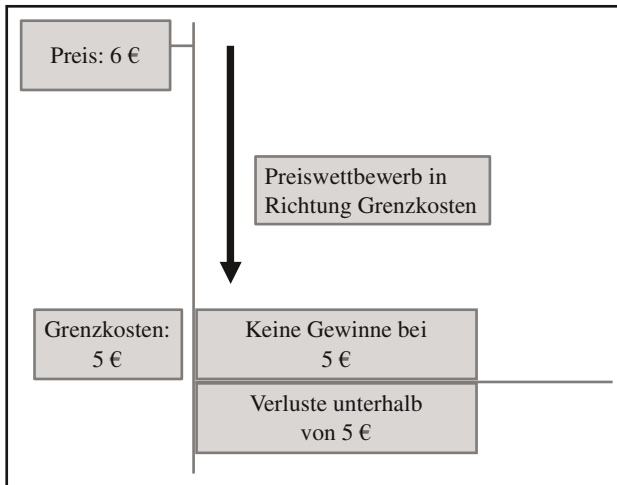 Preis: 6 €
Preiswettbewerb in
Richtung Grenzkosten
Grenzkosten:
5 €
Keine Gewinne bei
5 €
Verluste unterhalb
von 5 €